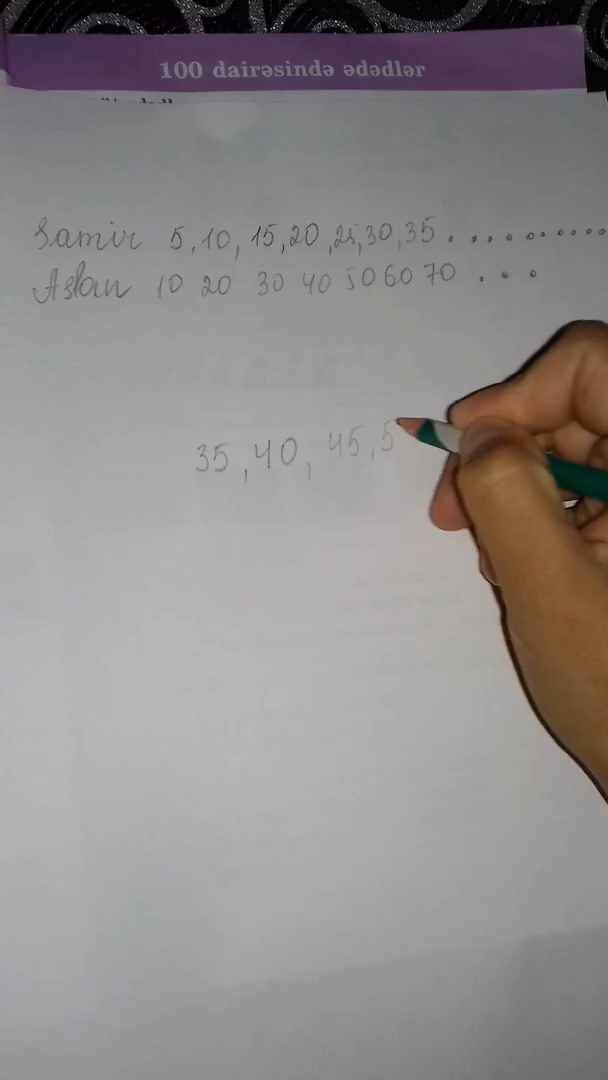 100 dairəsində ədədlər
Samir 5, 10, 15, 20, 25, 30, 35 . . . . . . . . . .
Aslan 10 20 30 40 50 60 70 . . .
35, 40, 45, 5